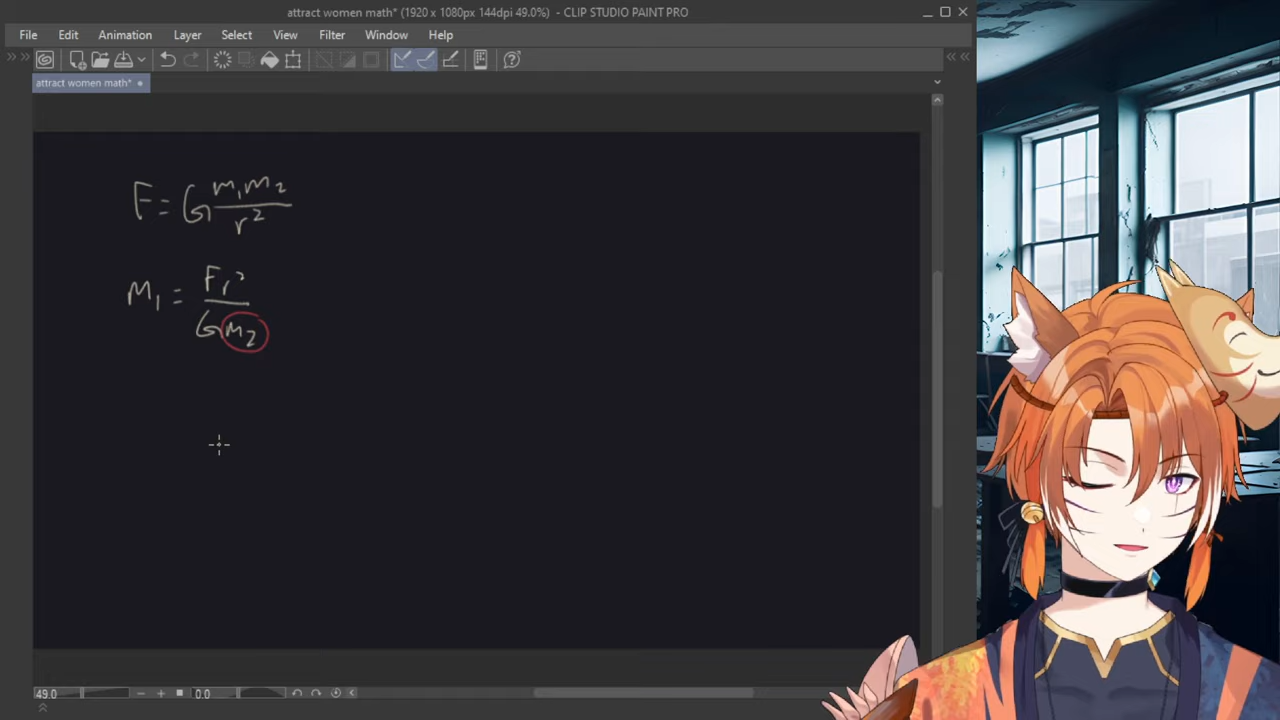 attract women math* (1920 x 1080px 144dpi 49.0%) - CLIP STUDIO PAINT PRO
File Edit Animation Layer Select View Filter Window Help
attract women math*
F = G m₁m₂ / r²
m₁ = Fr² / Gm₂
49.0 0.0